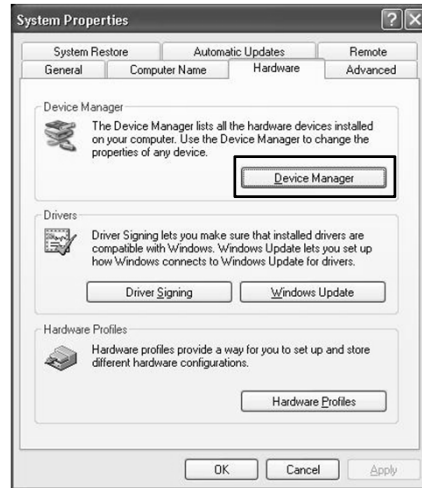 System Properties
System Restore Automatic Updates Remote
General Computer Name Hardware Advanced
Device Manager
The Device Manager lists all the hardware devices installed
on your computer. Use the Device Manager to change the
properties of any device.
Device Manager
Drivers
Driver Signing lets you make sure that installed drivers are
compatible with Windows. Windows Update lets you set up
how Windows connects to Windows Update for drivers.
Driver Signing Windows Update
Hardware Profiles
Hardware profiles provide a way for you to set up and store
different hardware configurations.
Hardware Profiles
OK Cancel Apply